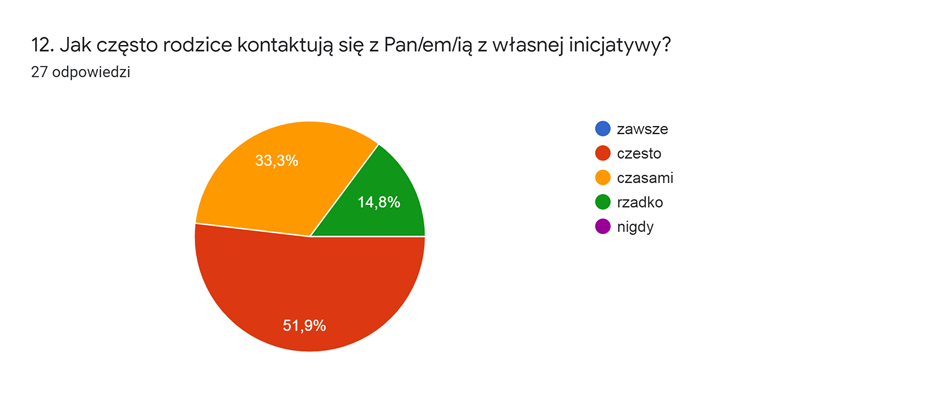 12. Jak często rodzice kontaktują się z Pan/em/ią z własnej inicjatywy?
27 odpowiedzi
33,3%
14,8%
51,9%
zawsze
czesto
czasami
rzadko
nigdy